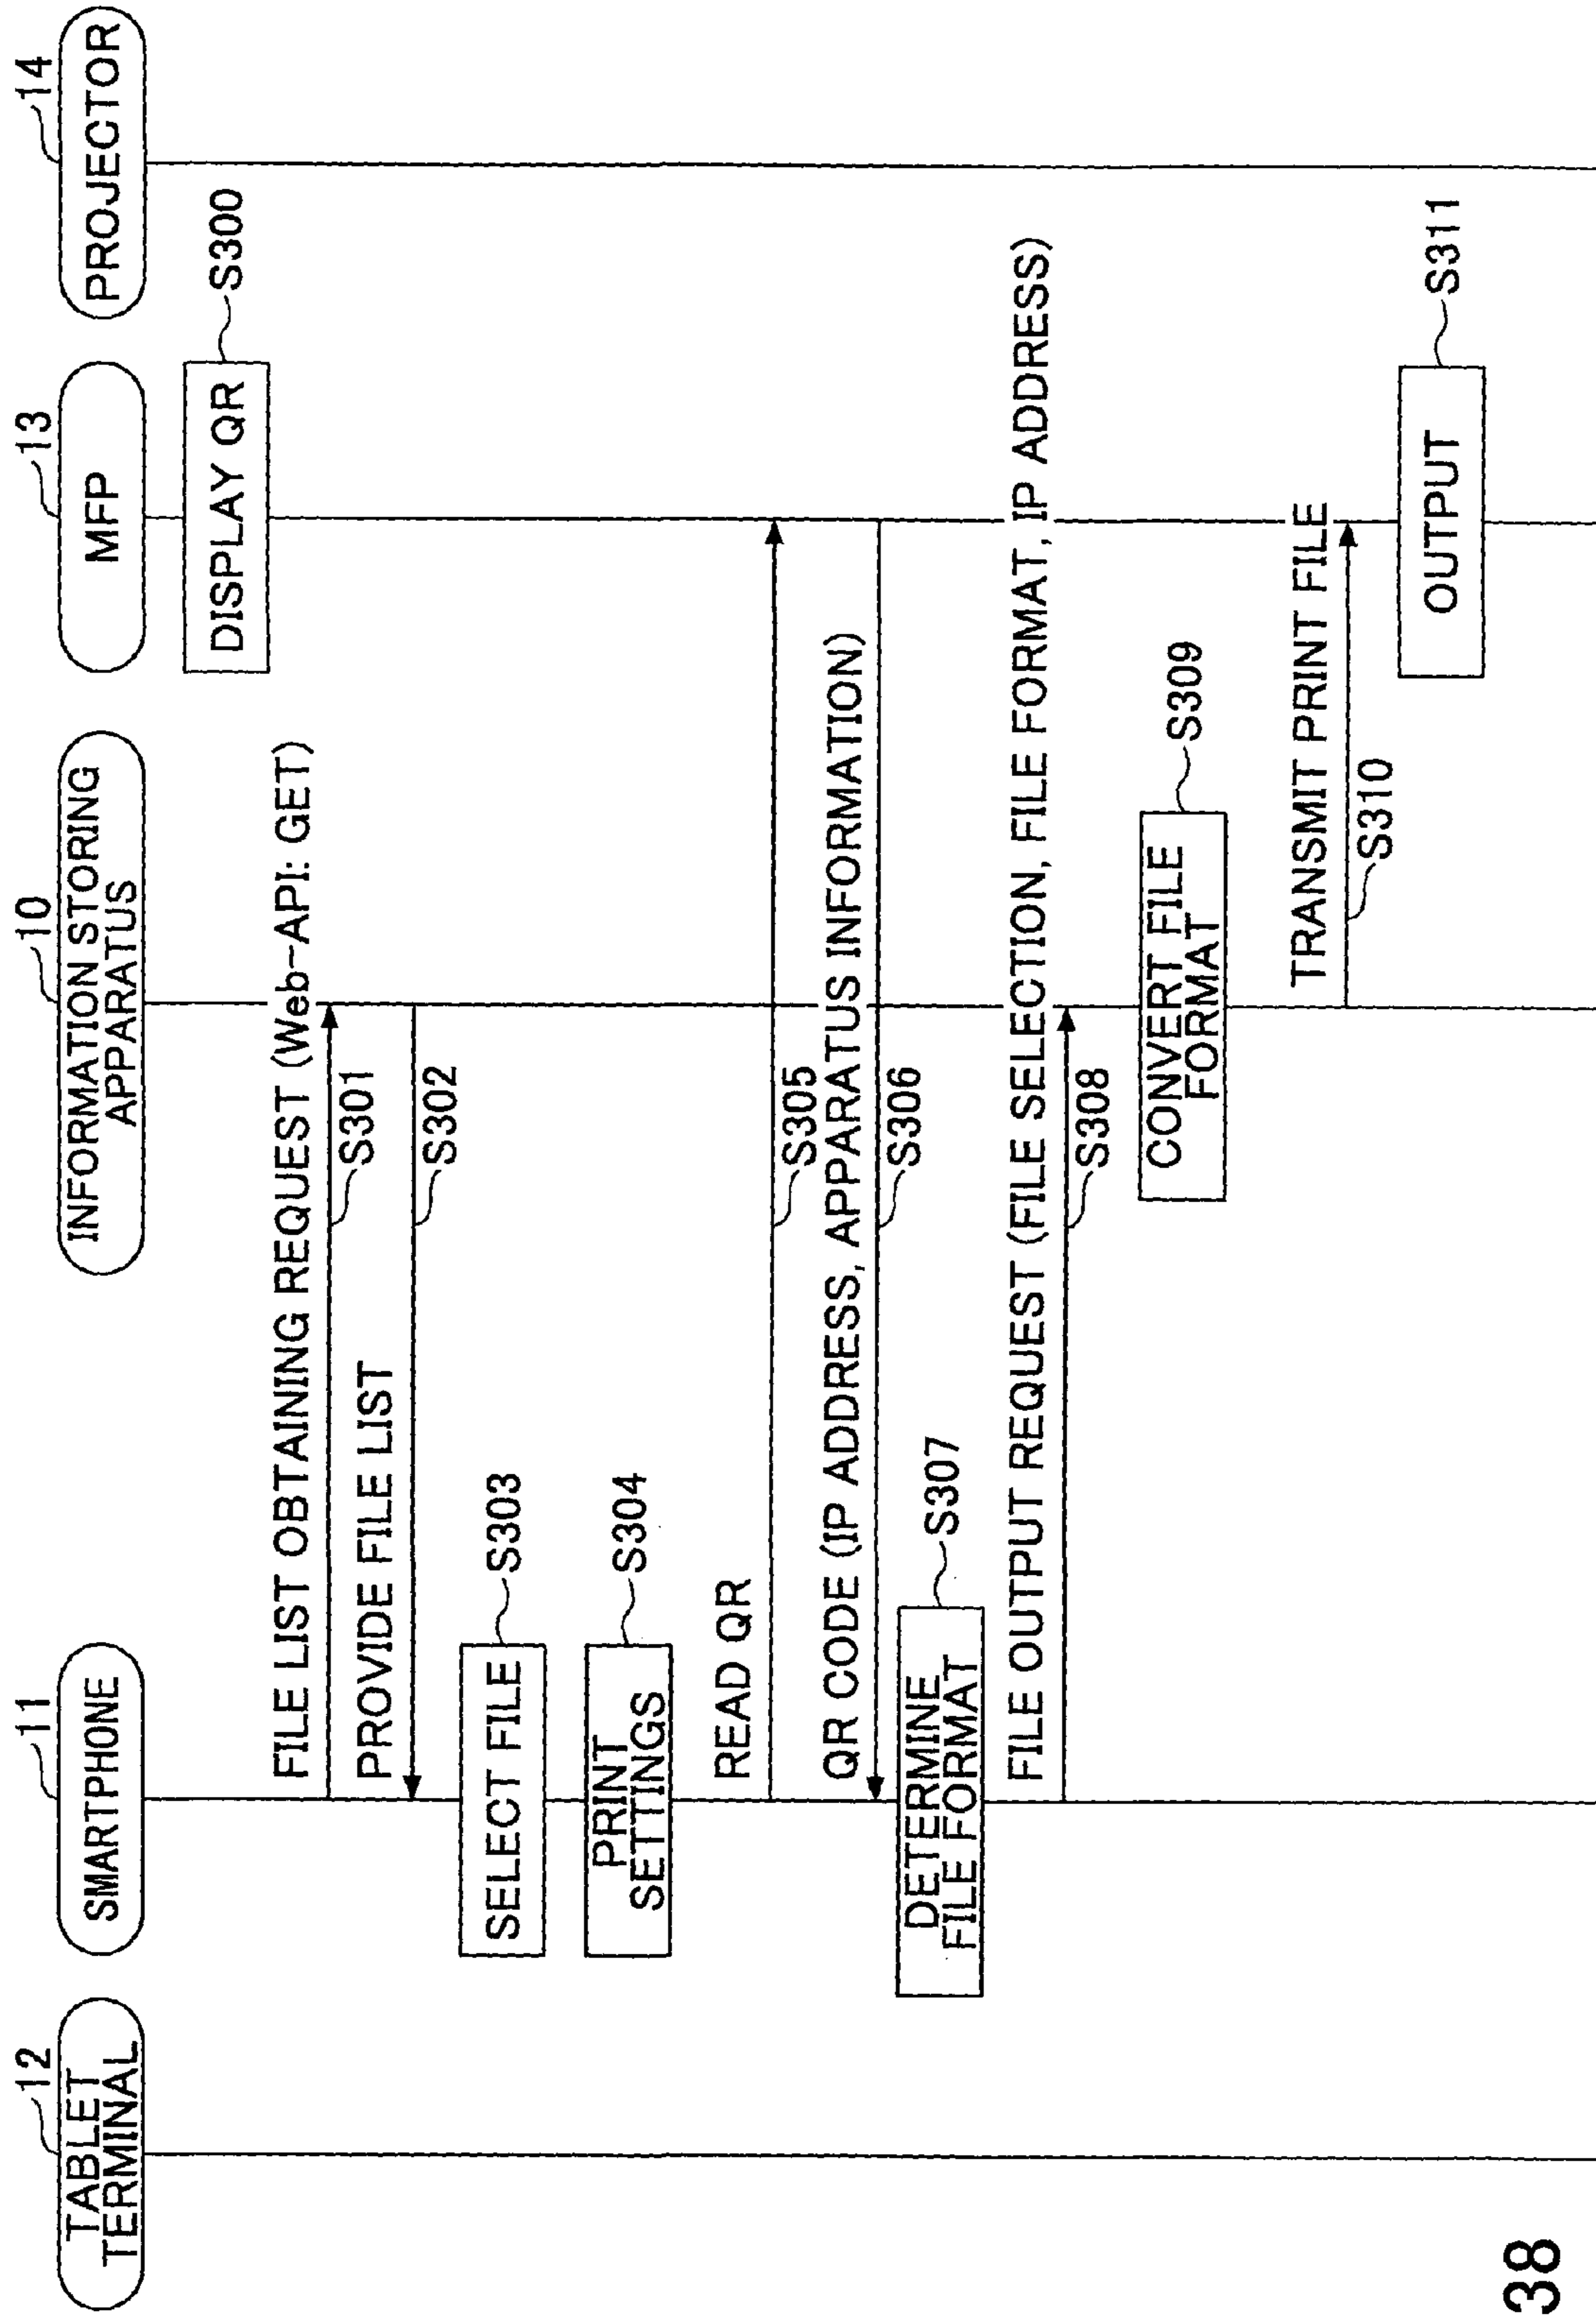 12
TABLET
TERMINAL
11
SMARTPHONE
10
INFORMATION STORING
APPARATUS
13
MFP
14
PROJECTOR
DISPLAY QR
S300
FILE LIST OBTAINING REQUEST (Web-API: GET)
S301
PROVIDE FILE LIST
S302
SELECT FILE
S303
PRINT
SETTINGS
S304
READ QR
S305
QR CODE (IP ADDRESS, APPARATUS INFORMATION)
S306
DETERMINE
FILE FORMAT
S307
FILE OUTPUT REQUEST (FILE SELECTION, FILE FORMAT, IP ADDRESS)
S308
CONVERT FILE
FORMAT
S309
TRANSMIT PRINT FILE
S310
OUTPUT
S311
38